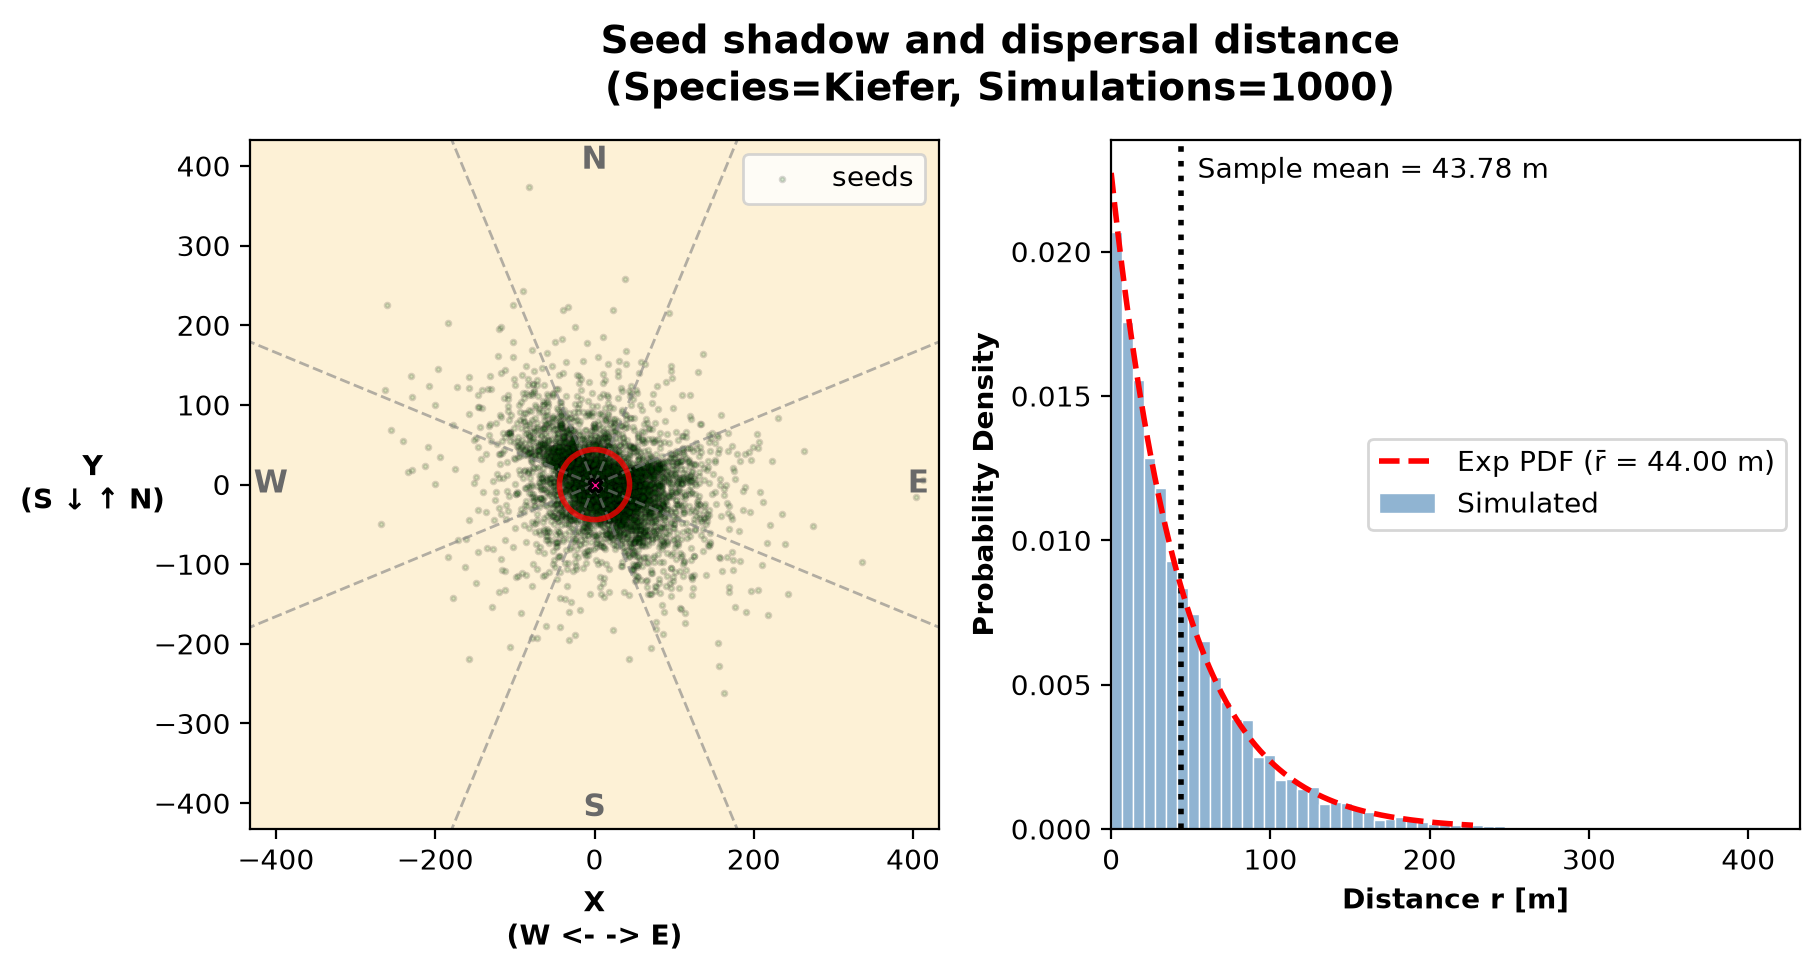 Seed shadow and dispersal distance
(Species=Kiefer, Simulations=1000)
N
seeds
W
E
S
400
300
200
100
0
−100
−200
−300
−400
Y
(S ↓ ↑ N)
−400
−200
0
200
400
X
(W <- -> E)
Sample mean = 43.78 m
Exp PDF (r̄ = 44.00 m)
Simulated
0.020
0.015
0.010
0.005
0.000
Probability Density
0
100
200
300
400
Distance r [m]